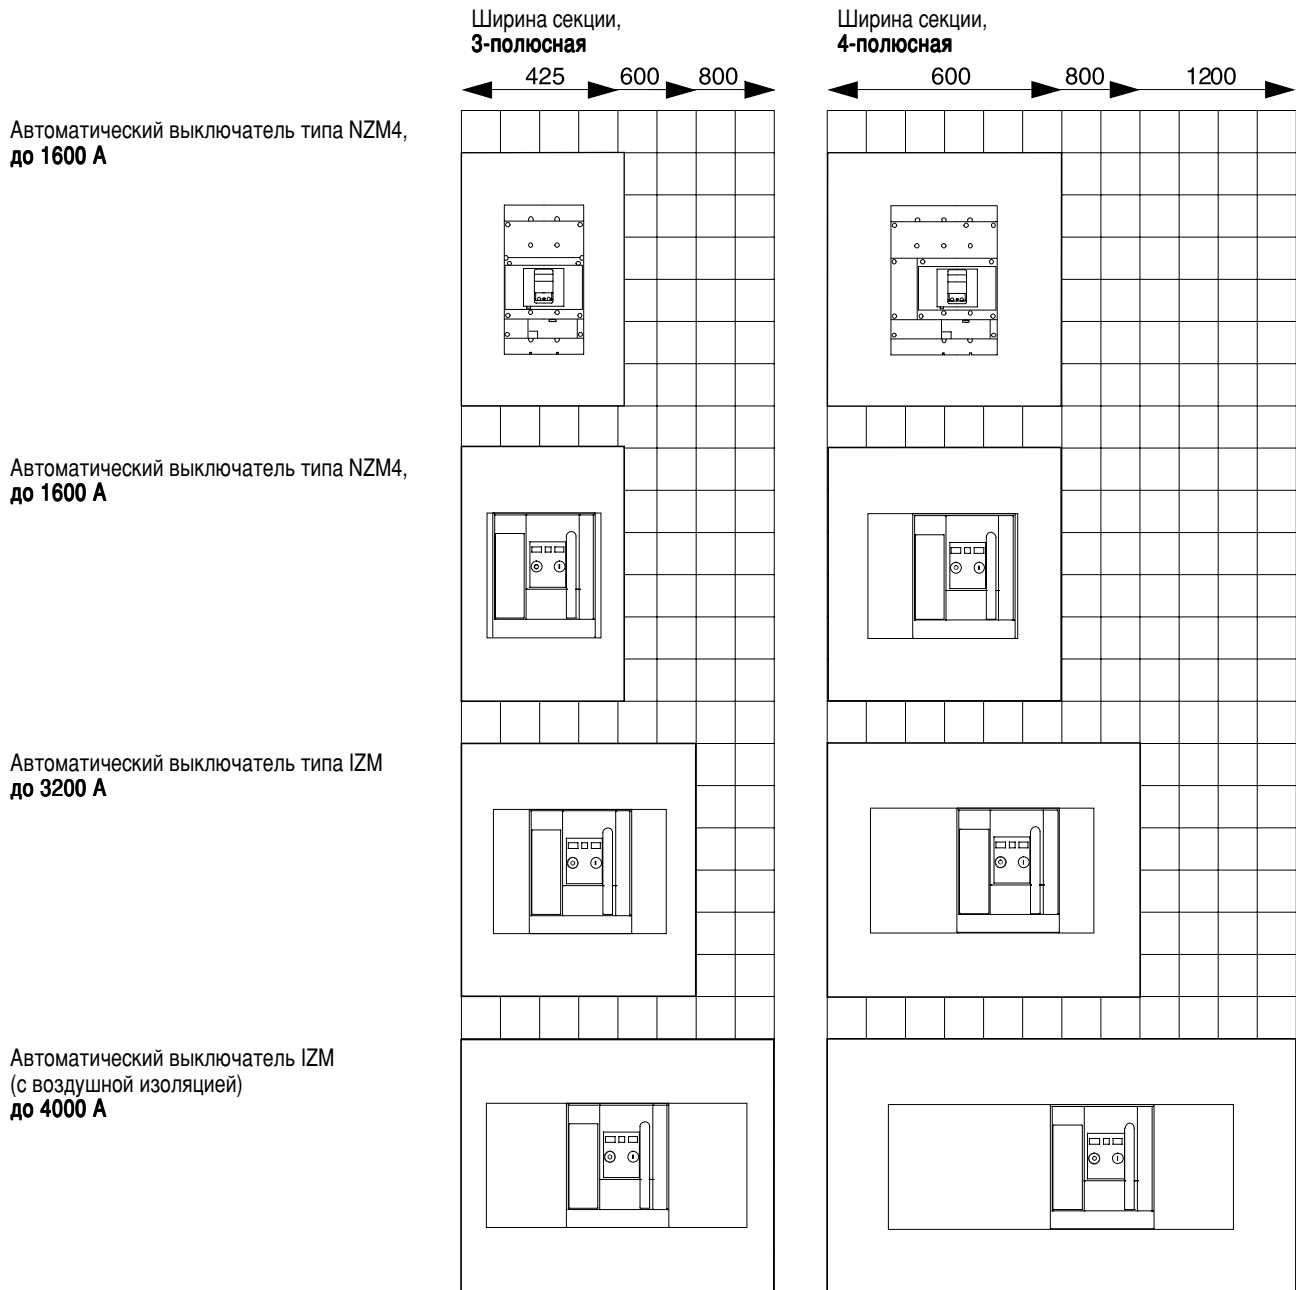 Ширина секции,
3-полюсная
Ширина секции,
4-полюсная
425 600 800
600 800 1200
Автоматический выключатель типа NZM4,
до 1600 А
Автоматический выключатель типа NZM4,
до 1600 А
Автоматический выключатель типа IZM
до 3200 А
Автоматический выключатель IZM
(с воздушной изоляцией)
до 4000 А